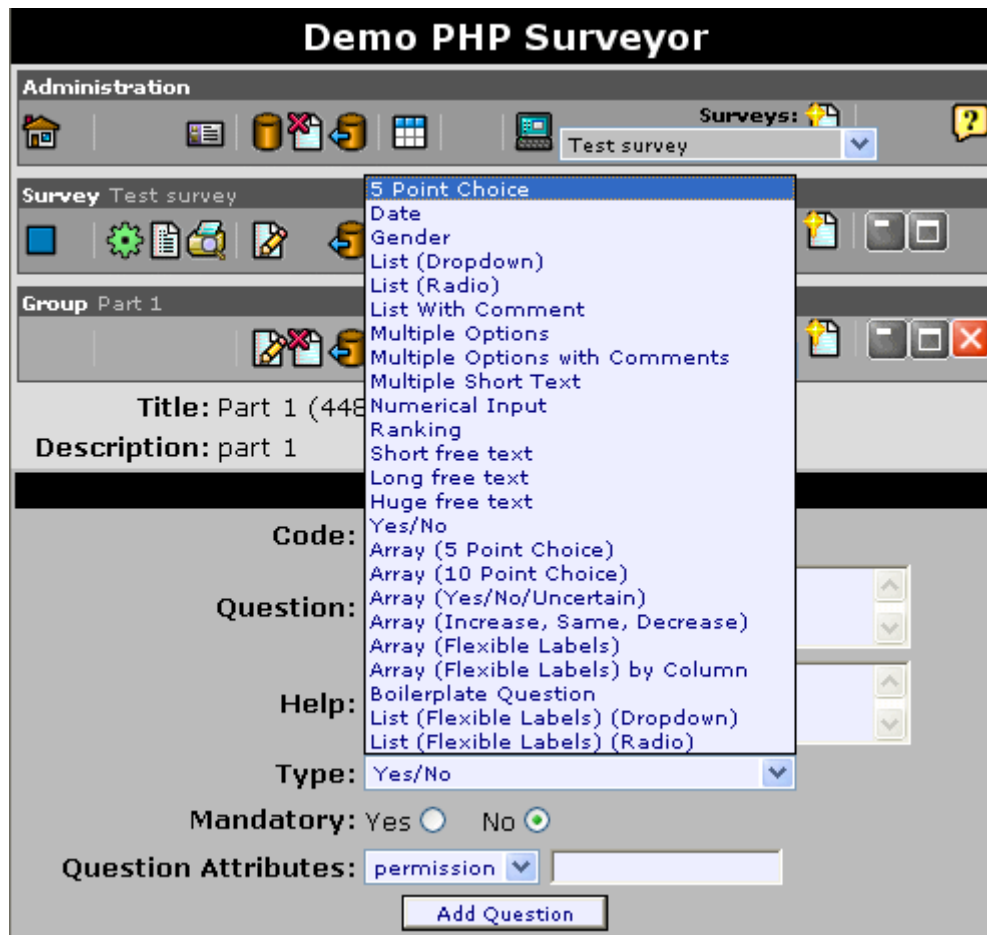 Demo PHP Surveyor
Administration
Surveys:
Test survey
?
Survey Test survey
Group Part 1
Title: Part 1 (448
Description: part 1
5 Point Choice
Date
Gender
List (Dropdown)
List (Radio)
List With Comment
Multiple Options
Multiple Options with Comments
Multiple Short Text
Numerical Input
Ranking
Short free text
Long free text
Huge free text
Yes/No
Array (5 Point Choice)
Array (10 Point Choice)
Array (Yes/No/Uncertain)
Array (Increase, Same, Decrease)
Array (Flexible Labels)
Array (Flexible Labels) by Column
Boilerplate Question
List (Flexible Labels) (Dropdown)
List (Flexible Labels) (Radio)
Code:
Question:
Help:
Type: Yes/No
Mandatory: Yes No
Question Attributes: permission
Add Question